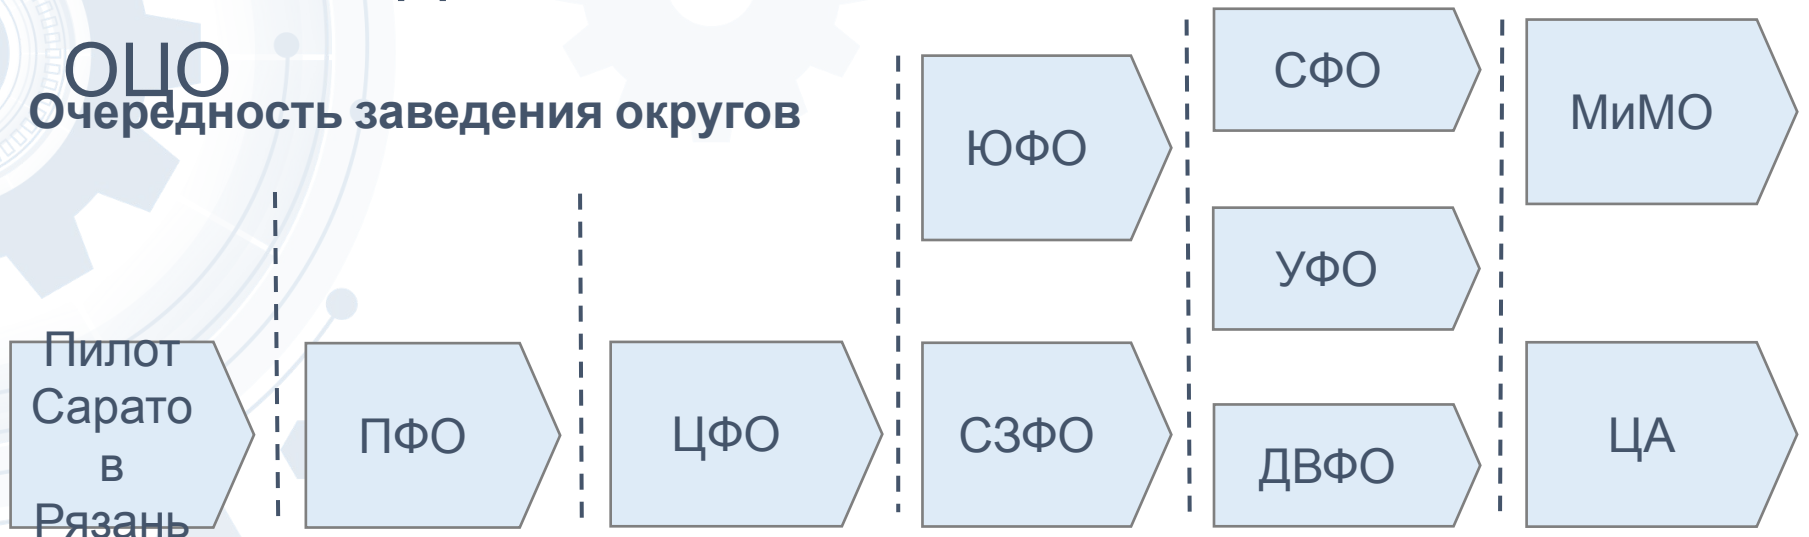 ОЦО
Очередность заведения округов
Пилот
Сарато
в
Рязань
ПФО
ЦФО
ЮФО
СЗФО
СФО
УФО
ДВФО
МиМО
ЦА